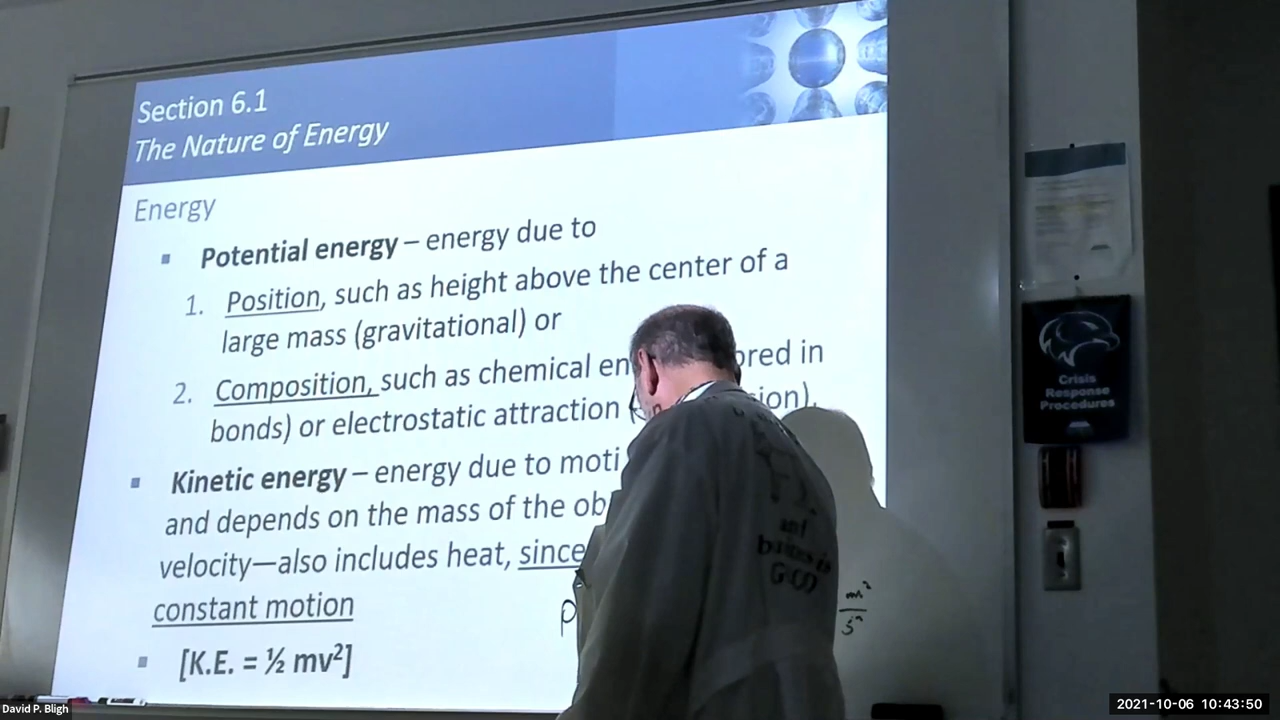 Section 6.1
The Nature of Energy
Energy
▪ Potential energy – energy due to
1. Position, such as height above the center of a
large mass (gravitational) or
2. Composition, such as chemical en ored in
bonds) or electrostatic attraction ( sion).
▪ Kinetic energy – energy due to moti
and depends on the mass of the ob
velocity—also includes heat, since
constant motion
▪ [K.E. = ½ mv²]
P
Crisis
Response
Procedures
David P. Bligh
2021-10-06 10:43:50